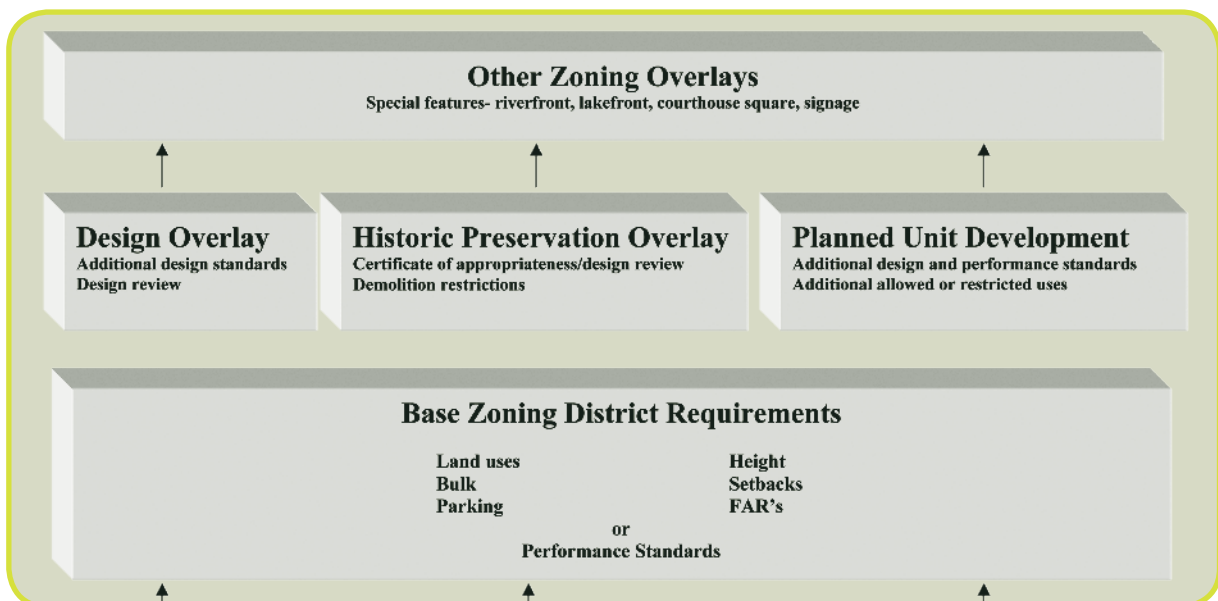 Other Zoning Overlays
Special features- riverfront, lakefront, courthouse square, signage
Design Overlay
Additional design standards
Design review
Historic Preservation Overlay
Certificate of appropriateness/design review
Demolition restrictions
Planned Unit Development
Additional design and performance standards
Additional allowed or restricted uses
Base Zoning District Requirements
Land uses
Bulk
Parking
Height
Setbacks
FAR's
or
Performance Standards